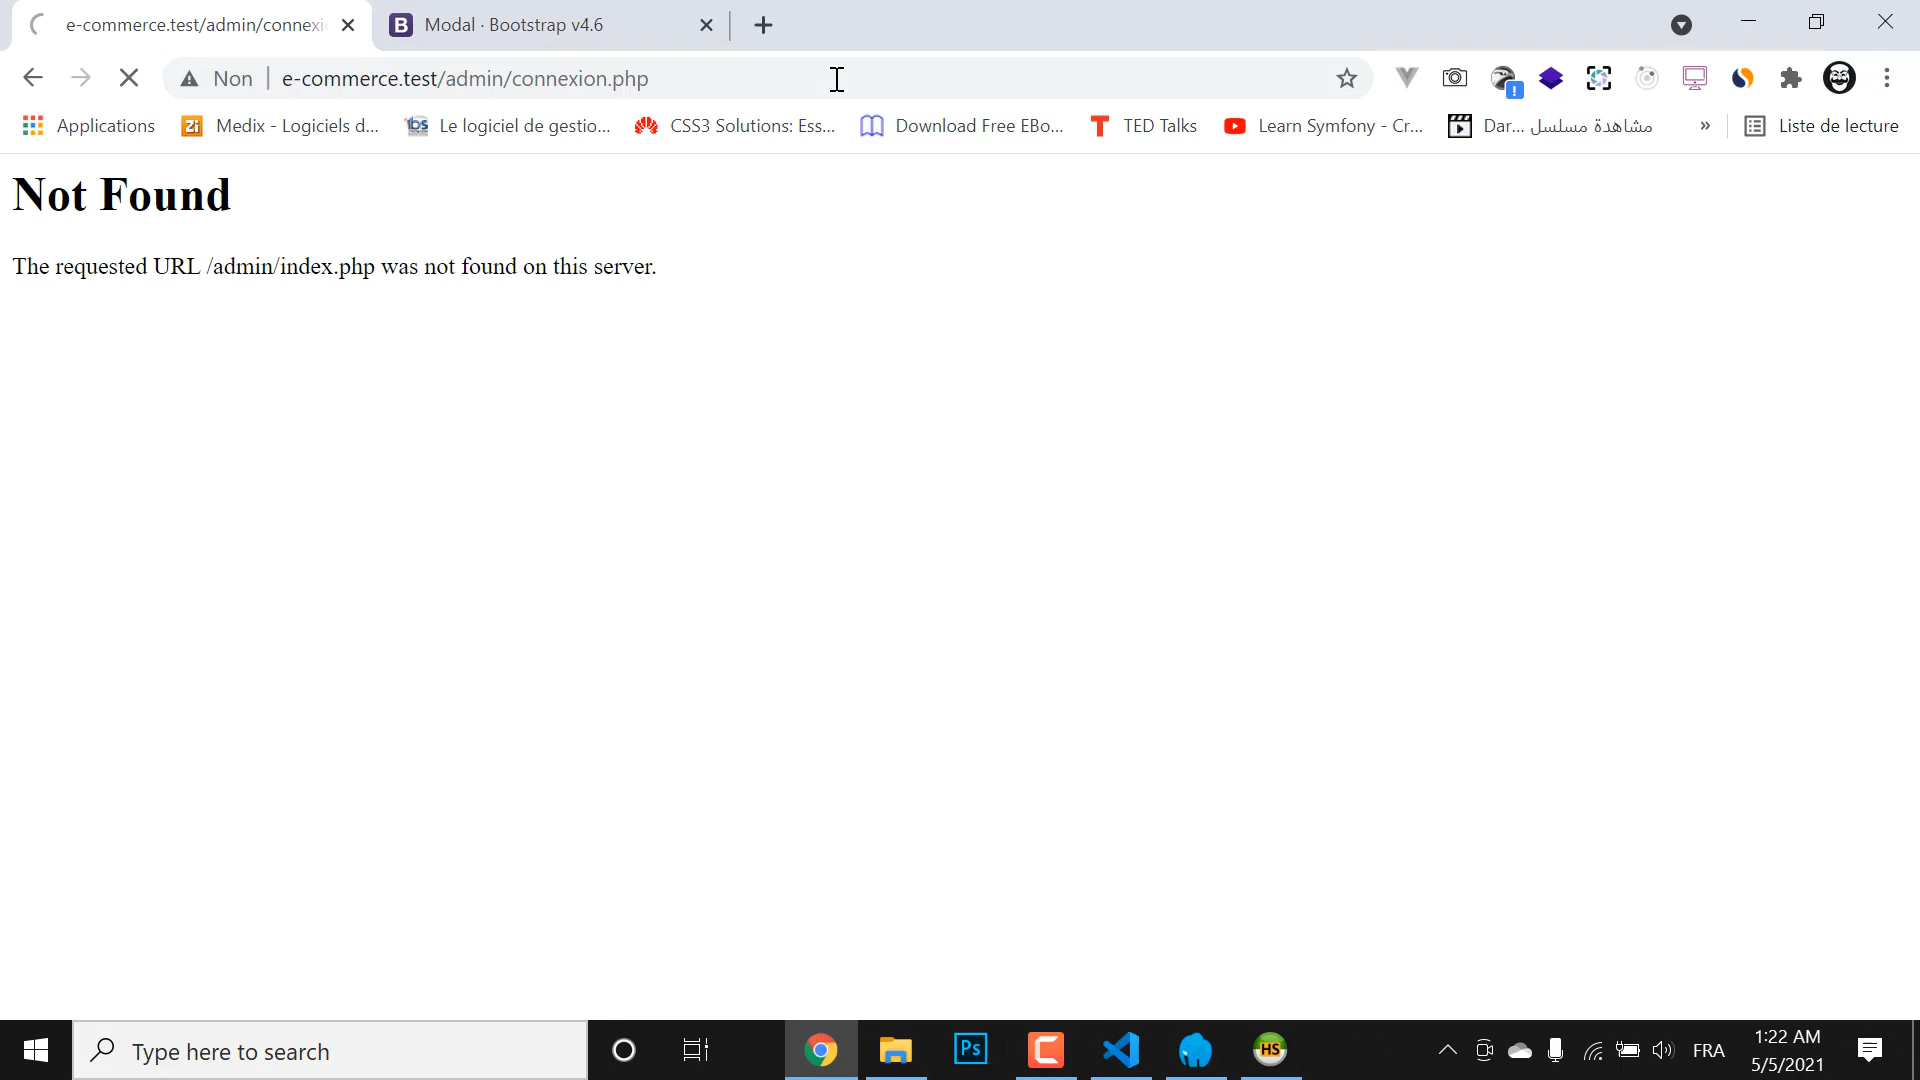 e-commerce.test/admin/connexi
Modal · Bootstrap v4.6
Non
e-commerce.test/admin/connexion.php
Applications
Medix - Logiciels d...
Le logiciel de gestio...
CSS3 Solutions: Ess...
Download Free EBo...
TED Talks
Learn Symfony - Cr...
Dar... مشاهدة مسلسل
»
Liste de lecture
Not Found
The requested URL /admin/index.php was not found on this server.
Type here to search
Ps
HS
FRA
1:22 AM
5/5/2021